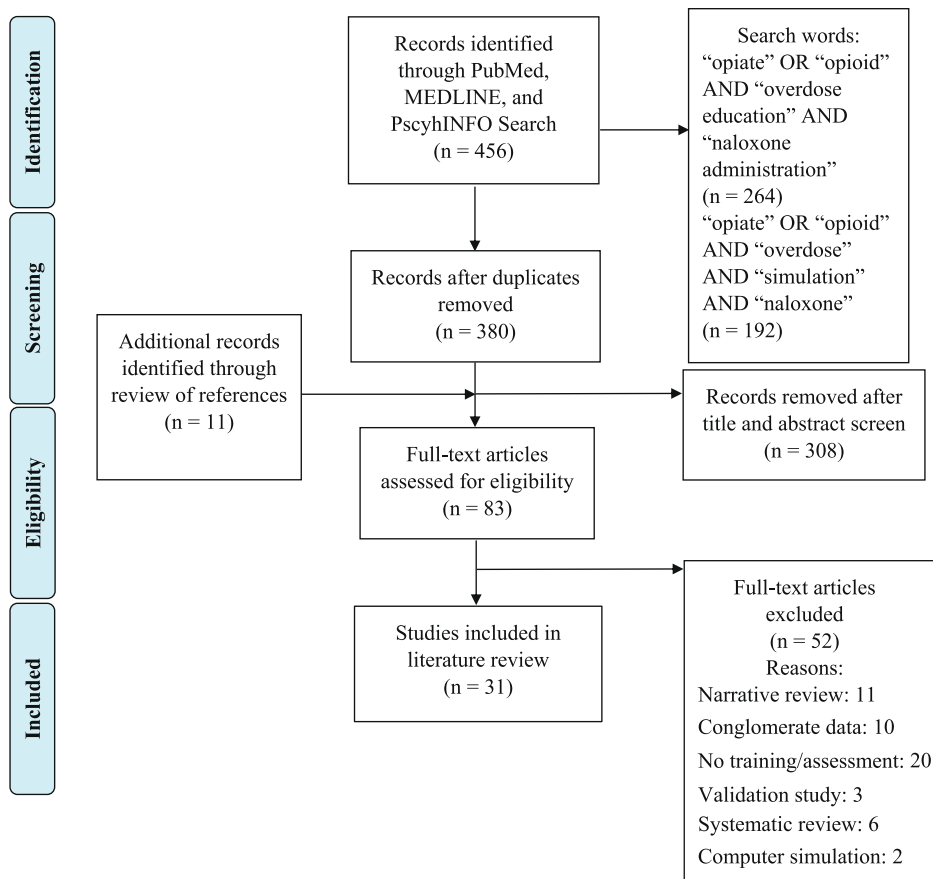 Identification
Records identified
through PubMed,
MEDLINE, and
PscyhINFO Search
(n = 456)
Search words:
“opiate” OR “opioid”
AND “overdose
education” AND
“naloxone
administration”
(n = 264)
“opiate” OR “opioid”
AND “overdose”
AND “simulation”
AND “naloxone”
(n = 192)
Screening
Records after duplicates
removed
(n = 380)
Additional records
identified through
review of references
(n = 11)
Records removed after
title and abstract screen
(n = 308)
Eligibility
Full-text articles
assessed for eligibility
(n = 83)
Full-text articles
excluded
(n = 52)
Reasons:
Narrative review: 11
Conglomerate data: 10
No training/assessment: 20
Validation study: 3
Systematic review: 6
Computer simulation: 2
Included
Studies included in
literature review
(n = 31)